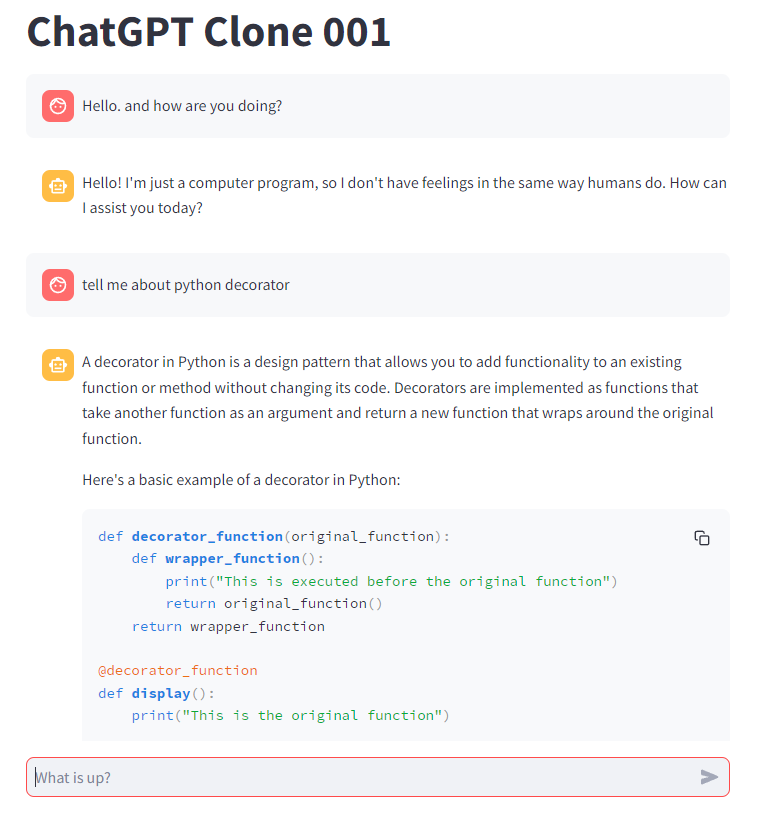 ChatGPT Clone 001
Hello. and how are you doing?
Hello! I'm just a computer program, so I don't have feelings in the same way humans do. How can
I assist you today?
tell me about python decorator
A decorator in Python is a design pattern that allows you to add functionality to an existing
function or method without changing its code. Decorators are implemented as functions that
take another function as an argument and return a new function that wraps around the original
function.
Here's a basic example of a decorator in Python:
def decorator_function(original_function):
    def wrapper_function():
        print("This is executed before the original function")
        return original_function()
    return wrapper_function
@decorator_function
def display():
    print("This is the original function")
What is up?